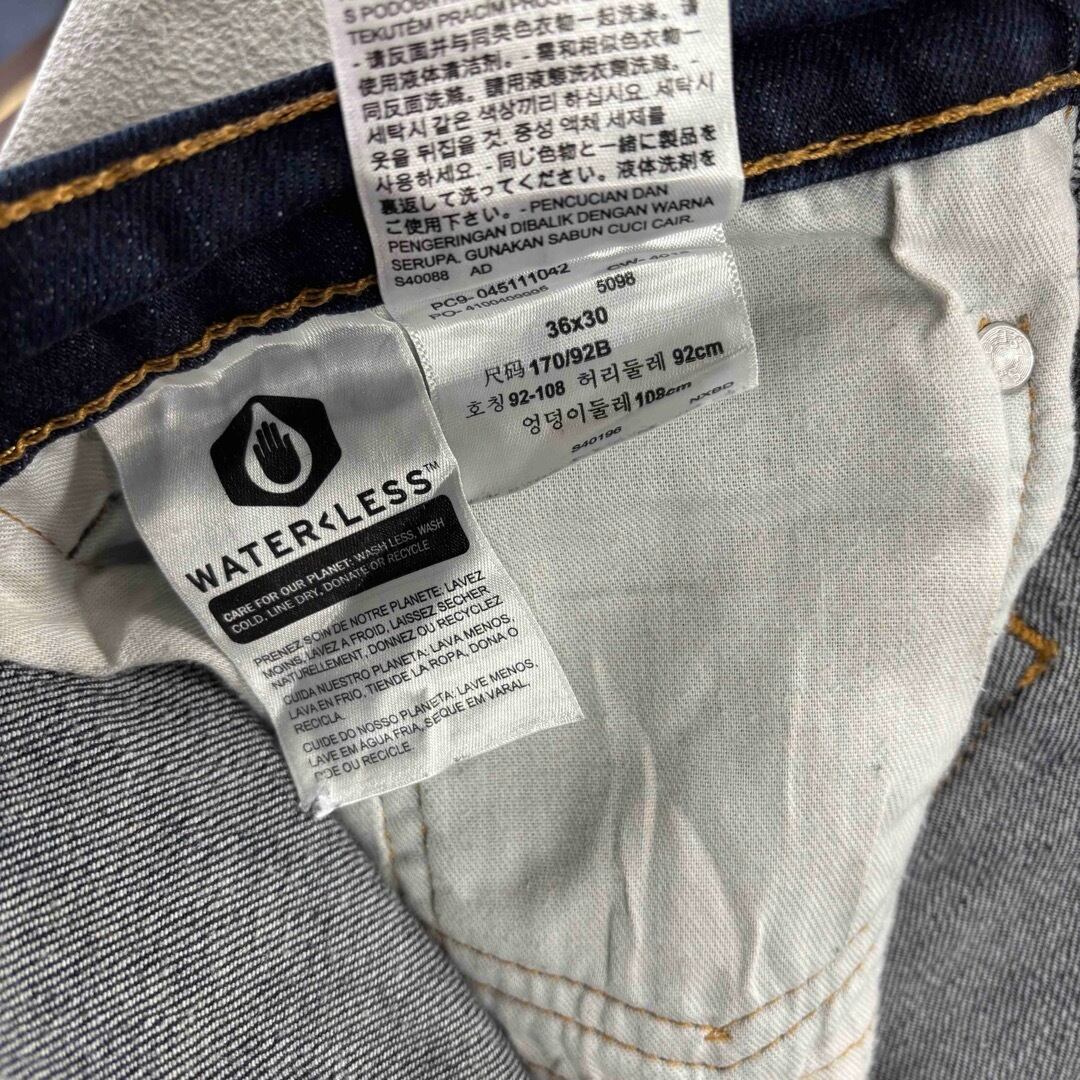 S PODOBN
TEKUTÉM PRACÍM PROS
- 请反面并与同类色衣物一起洗涤。请
使用液体清洁剂。- 需和相似色衣物一
同反面洗滌。請用液態洗衣劑洗滌。-
세탁시 같은 색상끼리 하십시요. 세탁시
옷을 뒤집을 것. 중성 액체 세제를
사용하세요. - 同じ色物と一緒に製品を
裏返して洗ってください。液体洗剤を
ご使用下さい。- PENCUCIAN DAN
PENGERINGAN DIBALIK DENGAN WARNA
SERUPA. GUNAKAN SABUN CUCI CAIR.
S40088 AD
PC9- 045111042
5098
36x30
尺码 170/92B
호칭 92-108 허리둘레 92cm
엉덩이둘레 108cm
S40196 NXBD
WATER<LESS™
CARE FOR OUR PLANET: WASH LESS, WASH
COLD, LINE DRY, DONATE OR RECYCLE
PRENEZ SOIN DE NOTRE PLANETE: LAVEZ
MOINS, LAVEZ A FROID, LAISSEZ SECHER
NATURELLEMENT, DONNEZ OU RECYCLEZ
CUIDA NUESTRO PLANETA: LAVA MENOS,
LAVA EN FRIO, TIENDE LA ROPA, DONA O
RECICLA.
CUIDE DO NOSSO PLANETA: LAVE MENOS,
LAVE EM ÁGUA FRIA, SEQUE EM VARAL,
OU RECICLE